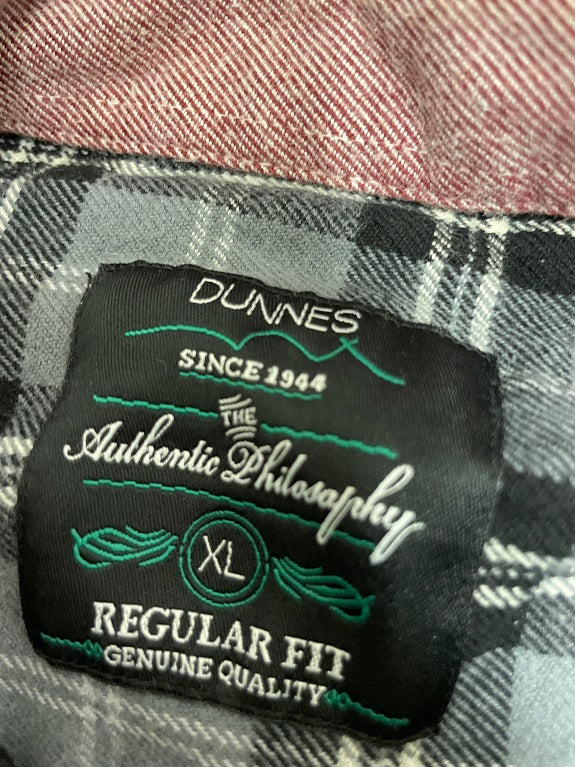 DUNNES
SINCE 1944
THE
Authentic Philosophy
XL
REGULAR FIT
GENUINE QUALITY